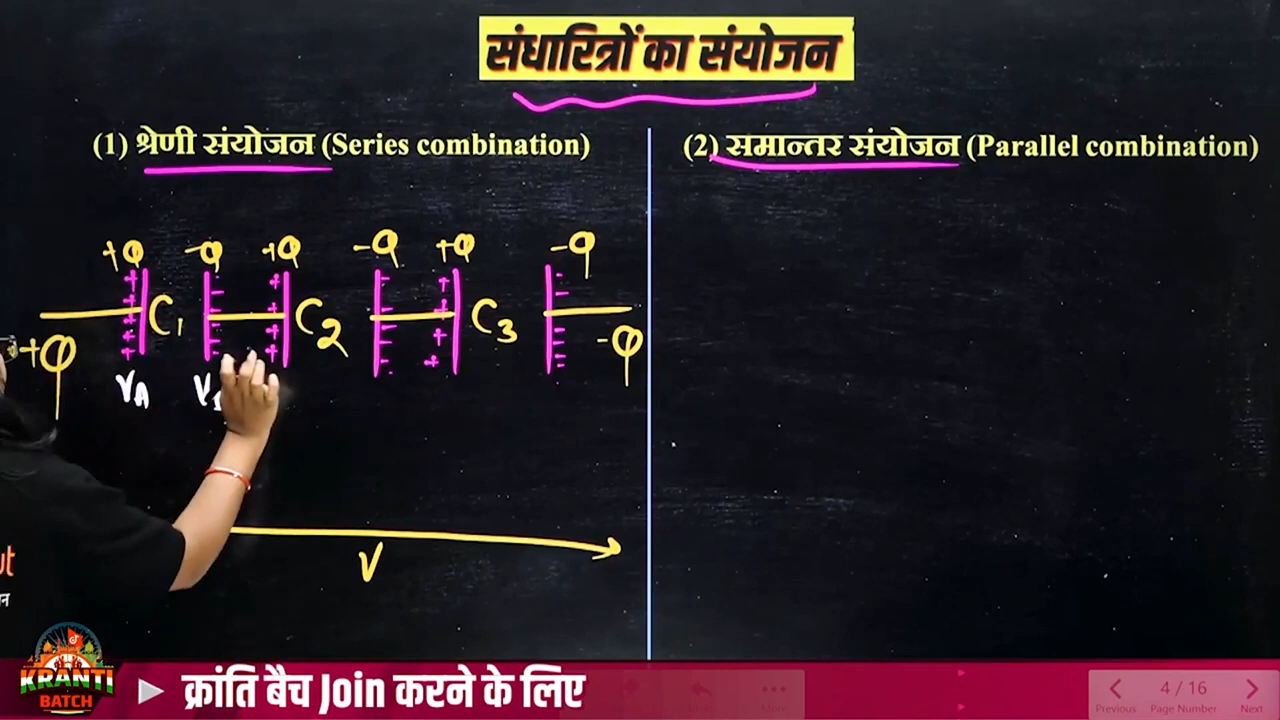 संधारित्रों का संयोजन
(1) श्रेणी संयोजन (Series combination)
(2) समान्तर संयोजन (Parallel combination)
+Q -Q +Q -Q +Q -Q
C1 C2 C3
+Q -Q
VA
V
KRANTI
BATCH
क्रांति बैच Join करने के लिए
4 / 16
Previous Page Number Next
More